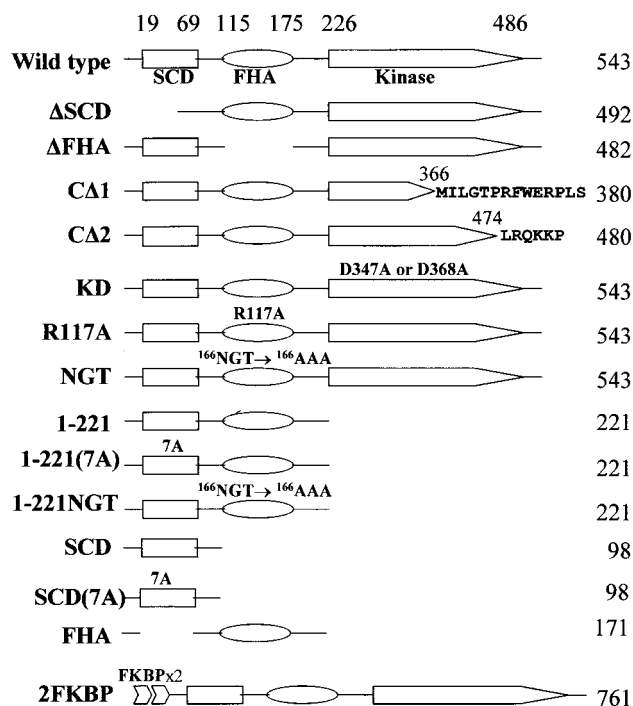 19 69 115 175 226 486
Wild type SCD FHA Kinase 543
ΔSCD 492
ΔFHA 482
CΔ1 366 MILGTPRFWERPLS 380
CΔ2 474 LRQKKP 480
KD D347A or D368A 543
R117A R117A 543
NGT ¹⁶⁶NGT→ ¹⁶⁶AAA 543
1-221 221
1-221(7A) 7A 221
1-221NGT ¹⁶⁶NGT→ ¹⁶⁶AAA 221
SCD 98
SCD(7A) 7A 98
FHA 171
2FKBP FKBPx2 761